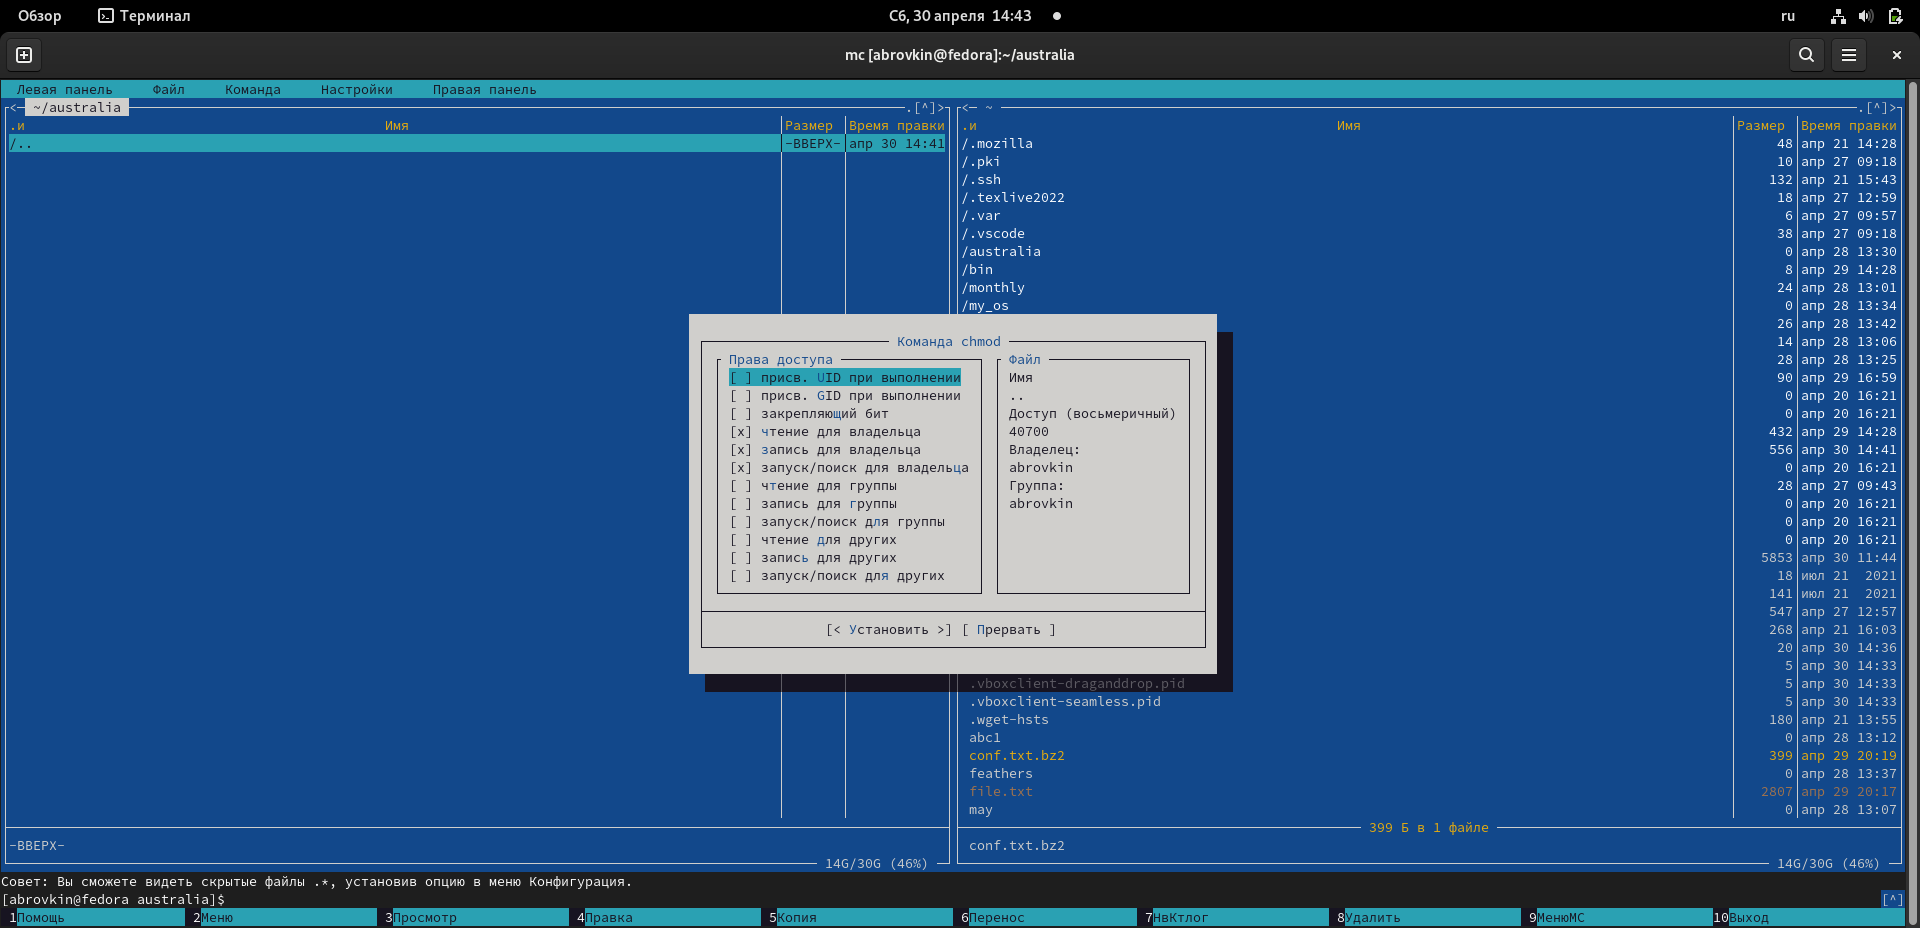 Обзор Терминал Сб, 30 апреля 14:43 ru
mc [abrovkin@fedora]:~/australia
Левая панель Файл Команда Настройки Правая панель
<─ ~/australia .[^]> <─ ~ .[^]>
.и Имя Размер Время правки .и Имя Размер Время правки
/.. -ВВЕРХ- апр 30 14:41 /.mozilla 48 апр 21 14:28
/.pki 10 апр 27 09:18
/.ssh 132 апр 21 15:43
/.texlive2022 18 апр 27 12:59
/.var 6 апр 27 09:57
/.vscode 38 апр 27 09:18
/australia 0 апр 28 13:30
/bin 8 апр 29 14:28
/monthly 24 апр 28 13:01
/my_os 0 апр 28 13:34
26 апр 28 13:42
Команда chmod 14 апр 28 13:06
Права доступа Файл 28 апр 28 13:25
[ ] присв. UID при выполнении Имя 90 апр 29 16:59
[ ] присв. GID при выполнении .. 0 апр 20 16:21
[ ] закрепляющий бит Доступ (восьмеричный) 0 апр 20 16:21
[x] чтение для владельца 40700 432 апр 29 14:28
[x] запись для владельца Владелец: 556 апр 30 14:41
[x] запуск/поиск для владельца abrovkin 0 апр 20 16:21
[ ] чтение для группы Группа: 28 апр 27 09:43
[ ] запись для группы abrovkin 0 апр 20 16:21
[ ] запуск/поиск для группы 0 апр 20 16:21
[ ] чтение для других 0 апр 20 16:21
[ ] запись для других 5853 апр 30 11:44
[ ] запуск/поиск для других 18 июл 21 2021
141 июл 21 2021
547 апр 27 12:57
[< Установить >] [ Прервать ] 268 апр 21 16:03
20 апр 30 14:36
5 апр 30 14:33
.vboxclient-draganddrop.pid 5 апр 30 14:33
.vboxclient-seamless.pid 5 апр 30 14:33
.wget-hsts 180 апр 21 13:55
abc1 0 апр 28 13:12
conf.txt.bz2 399 апр 29 20:19
feathers 0 апр 28 13:37
file.txt 2807 апр 29 20:17
may 0 апр 28 13:07
399 Б в 1 файле
-ВВЕРХ- conf.txt.bz2
14G/30G (46%) 14G/30G (46%)
Совет: Вы сможете видеть скрытые файлы .*, установив опцию в меню Конфигурация.
[abrovkin@fedora australia]$ [^]
1Помощь 2Меню 3Просмотр 4Правка 5Копия 6Перенос 7НвКтлог 8Удалить 9МенюMC 10Выход